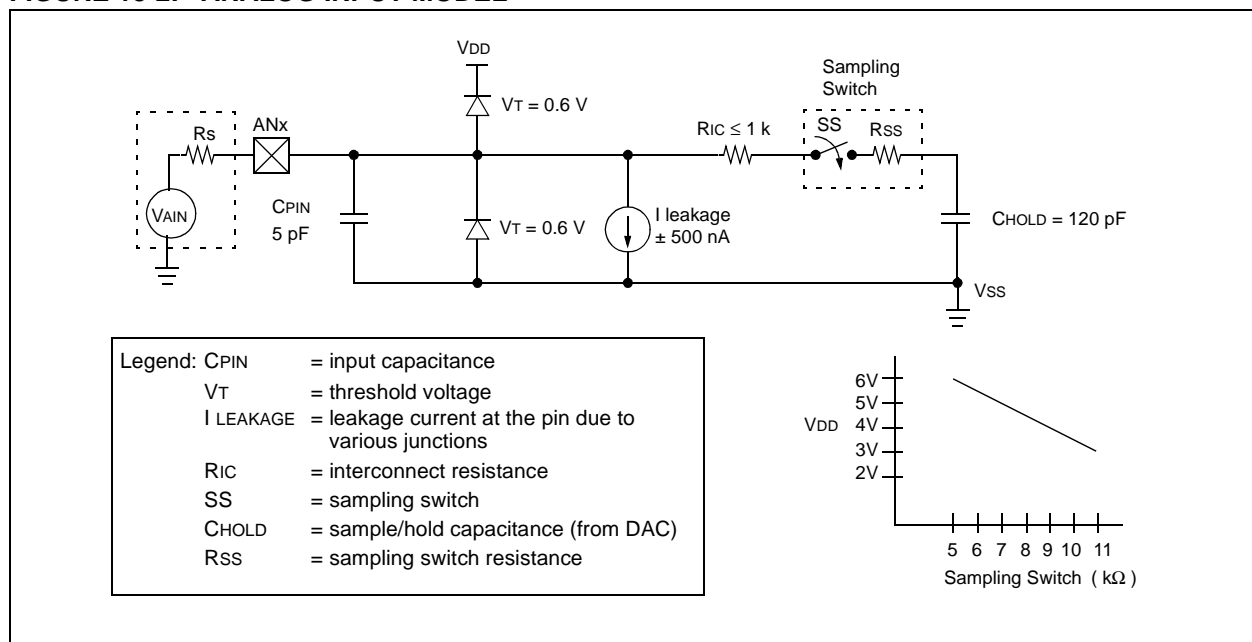 VDD
Sampling
Switch
VT = 0.6 V
ANx
Rs
RIC ≤ 1 k
SS
RSS
VAIN
CPIN
5 pF
VT = 0.6 V
I leakage
± 500 nA
CHOLD = 120 pF
VSS
Legend: CPIN = input capacitance
VT = threshold voltage
I LEAKAGE = leakage current at the pin due to
various junctions
RIC = interconnect resistance
SS = sampling switch
CHOLD = sample/hold capacitance (from DAC)
RSS = sampling switch resistance
6V
5V
VDD 4V
3V
2V
5 6 7 8 9 10 11
Sampling Switch ( kΩ )